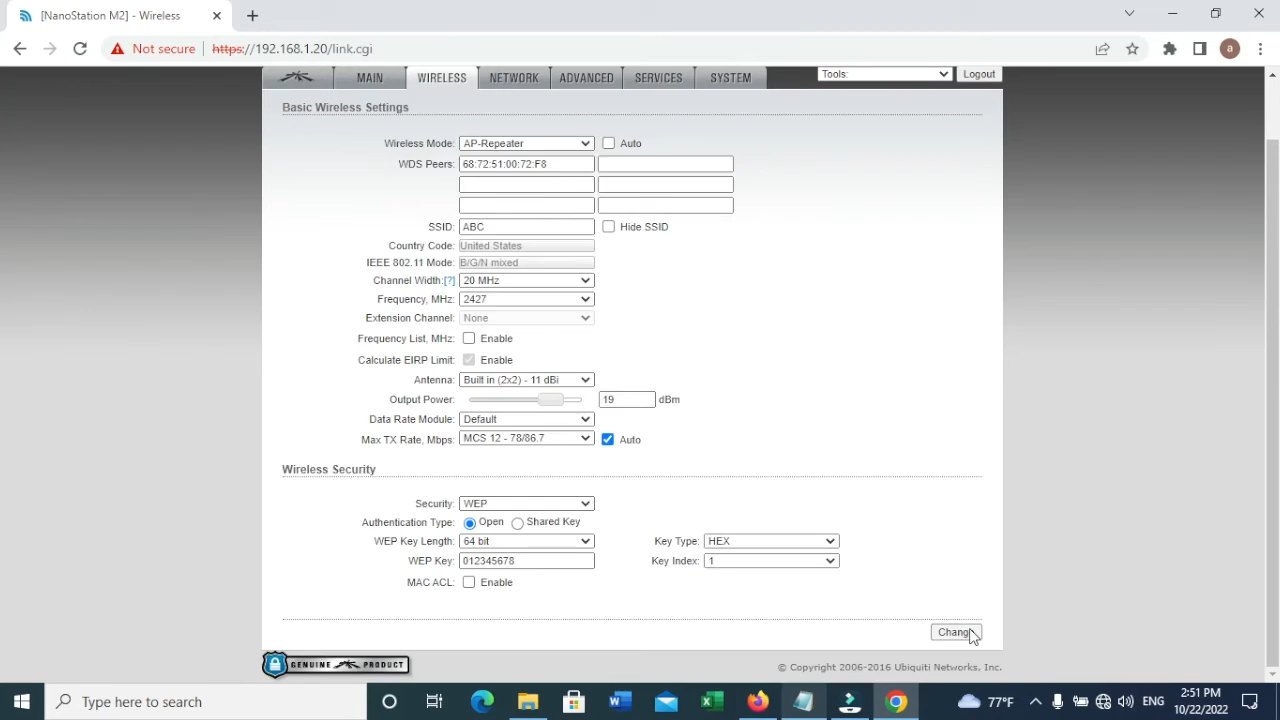 [NanoStation M2] - Wireless
Not secure https://192.168.1.20/link.cgi a
MAIN WIRELESS NETWORK ADVANCED SERVICES SYSTEM Tools: Logout
Basic Wireless Settings
Wireless Mode: AP-Repeater Auto
WDS Peers: 68:72:51:00:72:F8
SSID: ABC Hide SSID
Country Code: United States
IEEE 802.11 Mode: B/G/N mixed
Channel Width:[?] 20 MHz
Frequency, MHz: 2427
Extension Channel: None
Frequency List, MHz: Enable
Calculate EIRP Limit: Enable
Antenna: Built in (2x2) - 11 dBi
Output Power: 19 dBm
Data Rate Module: Default
Max TX Rate, Mbps: MCS 12 - 78/86.7 Auto
Wireless Security
Security: WEP
Authentication Type: Open Shared Key
WEP Key Length: 64 bit Key Type: HEX
WEP Key: 012345678 Key Index: 1
MAC ACL: Enable
Change
GENUINE PRODUCT © Copyright 2006-2016 Ubiquiti Networks, Inc.
Type here to search 77°F ENG 2:51 PM
10/22/2022